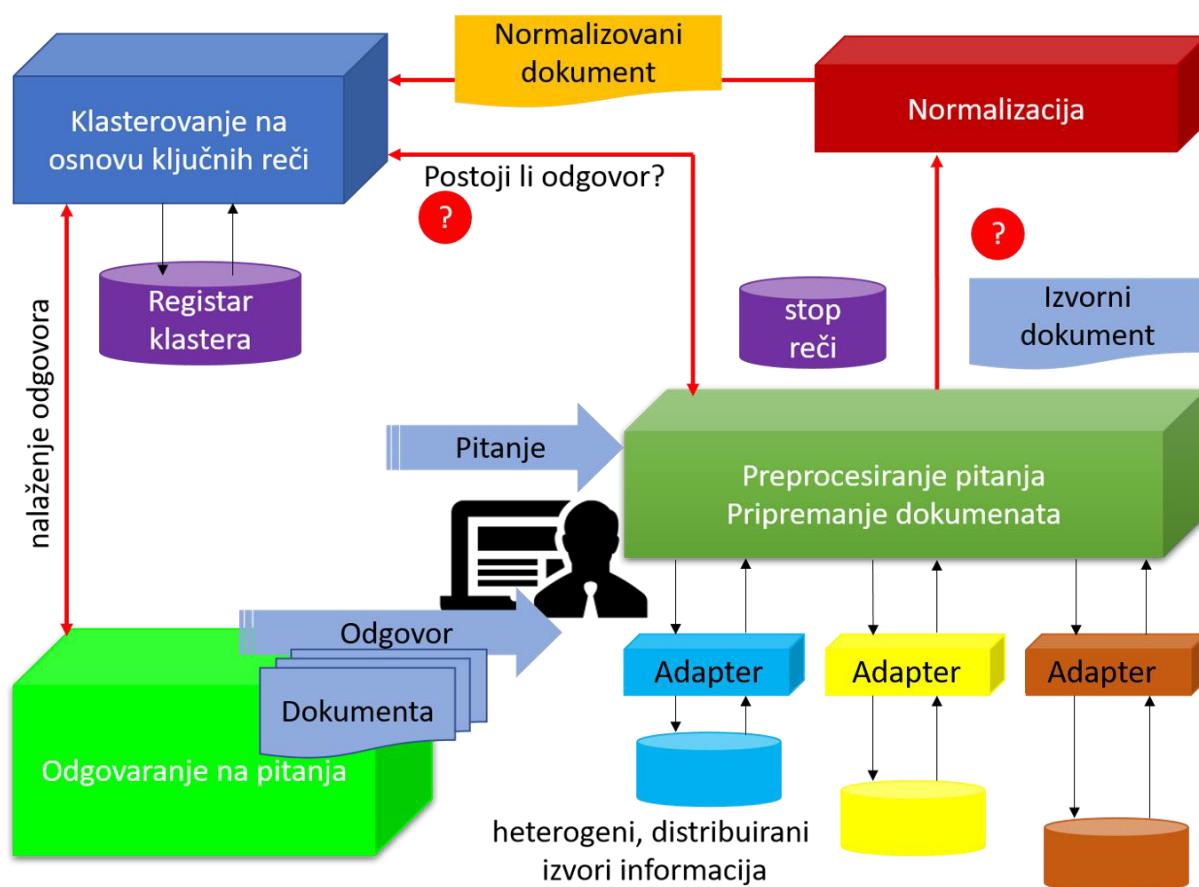 Normalizovani
dokument
Normalizacija
Klasterovanje na
osnovu ključnih reči
Postoji li odgovor?
?
?
Registar
klastera
stop
reči
Izvorni
dokument
nalaženje odgovora
Pitanje
Preprocesiranje pitanja
Pripremanje dokumenata
Odgovor
Dokumenta
Odgovaranje na pitanja
Adapter
Adapter
Adapter
heterogeni, distribuirani
izvori informacija